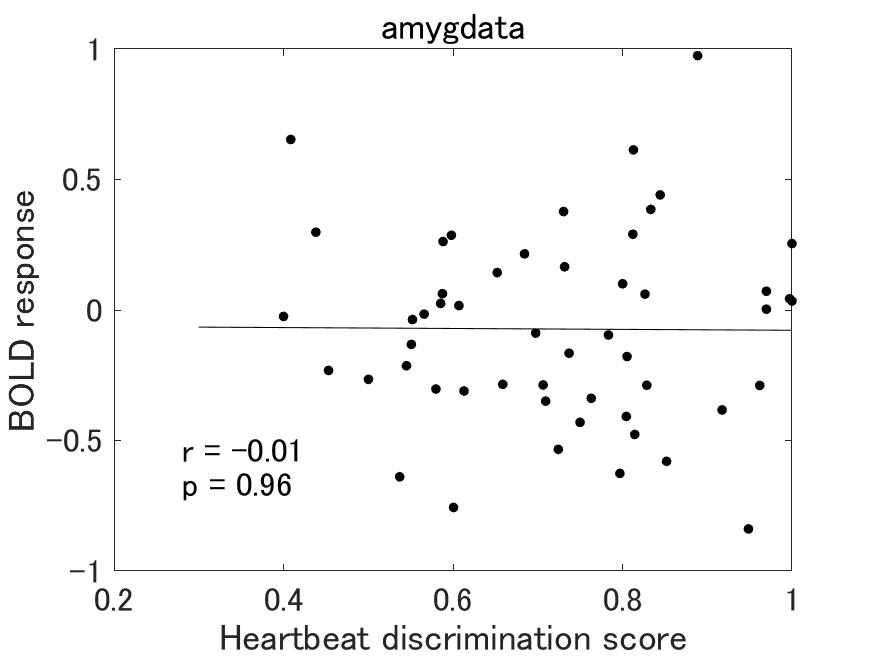 amygdata
1
0.5
0
−0.5
−1
BOLD response
r = −0.01
p = 0.96
0.2 0.4 0.6 0.8 1
Heartbeat discrimination score